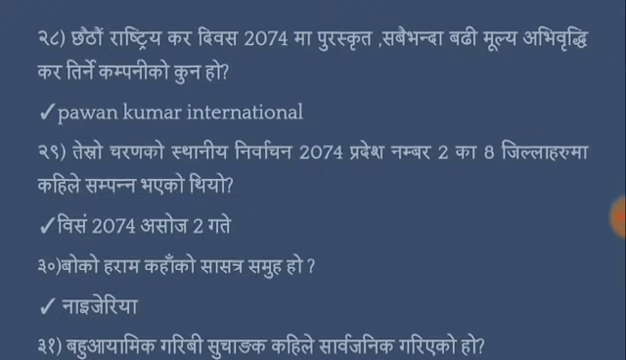 २८) छैठौं राष्ट्रिय कर दिवस 2074 मा पुरस्कृत ,सबैभन्दा बढी मूल्य अभिवृद्धि
कर तिर्ने कम्पनीको कुन हो?
✓pawan kumar international
२९) तेस्रो चरणको स्थानीय निर्वाचन 2074 प्रदेश नम्बर 2 का 8 जिल्लाहरुमा
कहिले सम्पन्न भएको थियो?
✓विसं 2074 असोज 2 गते
३०)बोको हराम कहाँको सासत्र समुह हो ?
✓ नाइजेरिया
३१) बहुआयामिक गरिबी सुचाङक कहिले सार्वजनिक गरिएको हो?